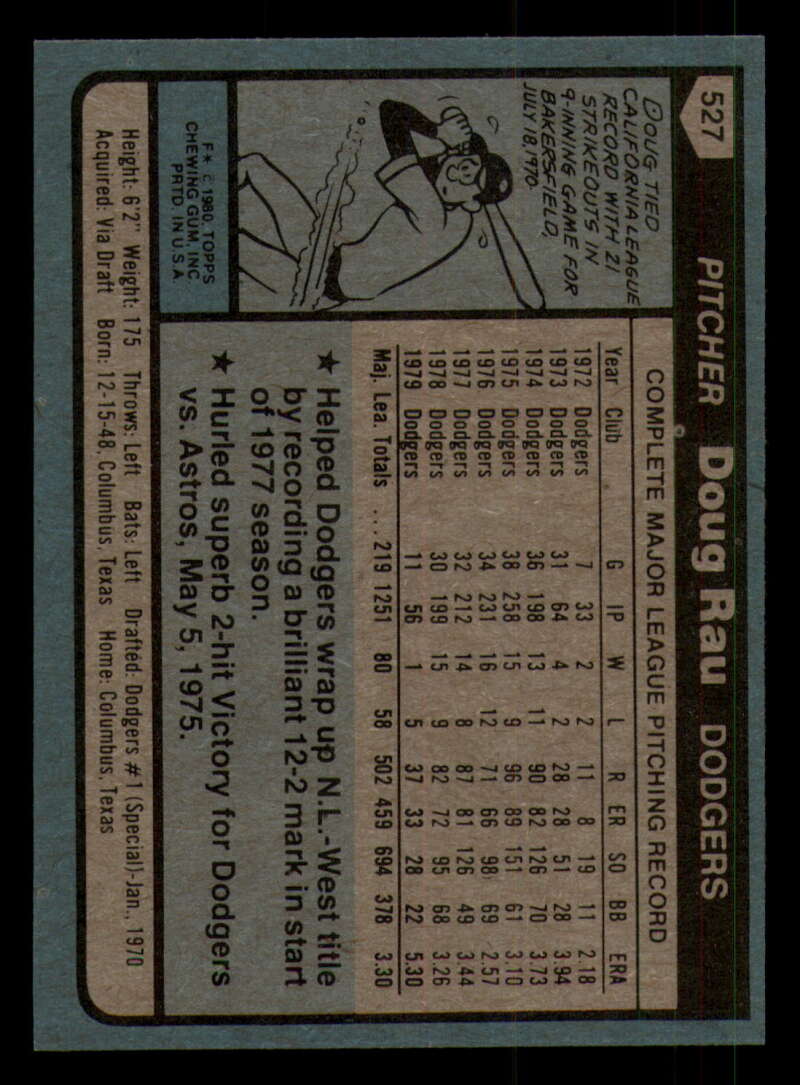 527 PITCHER Doug Rau DODGERS
DOUG TIED
CALIFORNIA LEAGUE
RECORD WITH 21
STRIKEOUTS IN
9-INNING GAME FOR
BAKERSFIELD,
JULY 18, 1970.
F* © 1980, TOPPS
CHEWING GUM, INC.
PRTD. IN U.S.A.
COMPLETE MAJOR LEAGUE PITCHING RECORD
Year Club G IP W L R ER SO BB ERA
1972 Dodgers 7 33 2 2 11 8 19 11 2.18
1973 Dodgers 31 64 4 2 28 28 51 28 3.94
1974 Dodgers 36 198 13 11 90 82 126 70 3.73
1975 Dodgers 38 258 15 9 96 89 151 61 3.10
1976 Dodgers 34 231 16 12 71 66 98 69 2.57
1977 Dodgers 32 212 14 8 87 81 126 49 3.44
1978 Dodgers 30 199 15 9 82 72 95 68 3.26
1979 Dodgers 11 56 1 5 37 33 28 22 5.30
Maj. Lea. Totals ...219 1251 80 58 502 459 694 378 3.30
★ Helped Dodgers wrap up N.L.-West title
by recording a brilliant 12-2 mark in start
of 1977 season.
★ Hurled superb 2-hit Victory for Dodgers
vs. Astros, May 5, 1975.
Height: 6'2" Weight: 175 Throws: Left Bats: Left Drafted: Dodgers #1 (Special)-Jan., 1970
Acquired: Via Draft Born: 12-15-48, Columbus, Texas Home: Columbus, Texas